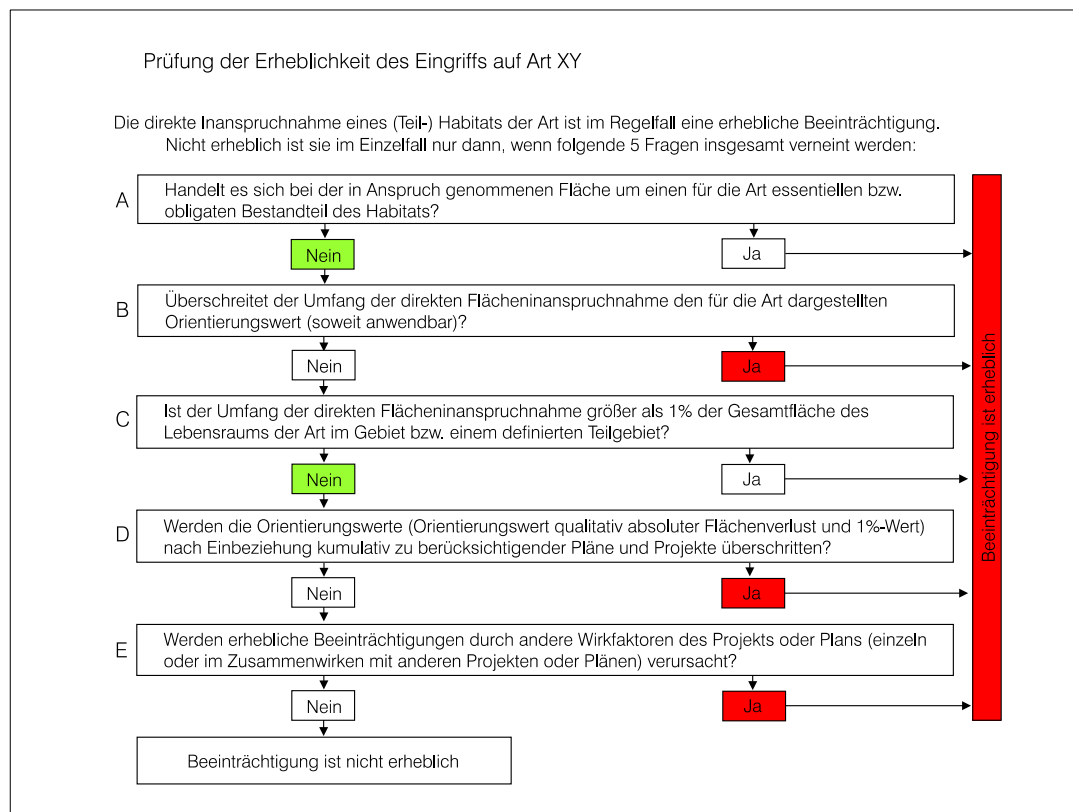 Prüfung der Erheblichkeit des Eingriffs auf Art XY
Die direkte Inanspruchnahme eines (Teil-) Habitats der Art ist im Regelfall eine erhebliche Beeinträchtigung.
Nicht erheblich ist sie im Einzelfall nur dann, wenn folgende 5 Fragen insgesamt verneint werden:
A
Handelt es sich bei der in Anspruch genommenen Fläche um einen für die Art essentiellen bzw.
obligaten Bestandteil des Habitats?
Nein
Ja
B
Überschreitet der Umfang der direkten Flächeninanspruchnahme den für die Art dargestellten
Orientierungswert (soweit anwendbar)?
Nein
Ja
C
Ist der Umfang der direkten Flächeninanspruchnahme größer als 1% der Gesamtfläche des
Lebensraums der Art im Gebiet bzw. einem definierten Teilgebiet?
Nein
Ja
D
Werden die Orientierungswerte (Orientierungswert qualitativ absoluter Flächenverlust und 1%-Wert)
nach Einbeziehung kumulativ zu berücksichtigender Pläne und Projekte überschritten?
Nein
Ja
E
Werden erhebliche Beeinträchtigungen durch andere Wirkfaktoren des Projekts oder Plans (einzeln
oder im Zusammenwirken mit anderen Projekten oder Plänen) verursacht?
Nein
Ja
Beeinträchtigung ist nicht erheblich
Beeinträchtigung ist erheblich